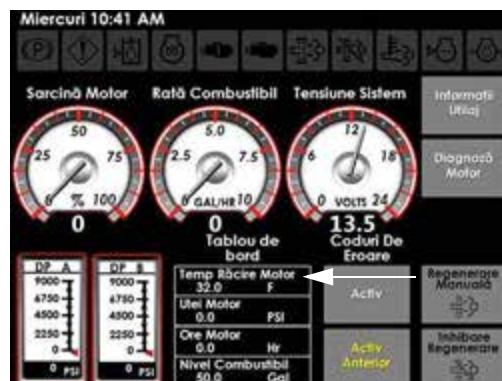 Miercuri 10:41 AM
Sarcină Motor Rată Combustibil Tensiune Sistem
Informații Utilaj
25 50 75
0 % 100
0
2.5 5.0 7.5
0 GAL/HR 10
0
6 12 18
0 VOLTS 24
13.5
Diagnoză Motor
Tablou de bord
Coduri De Eroare
DP A
9000
6750
4500
2250
0
0 PSI
DP B
9000
6750
4500
2250
0
0 PSI
Temp Răcire Motor
32.0 F
Ulei Motor
0.0 PSI
Ore Motor
0.0 Hr
Nivel Combustibil
50.0 Gal
Activ
Activ Anterior
Regenerare Manuală
Inhibare Regenerare